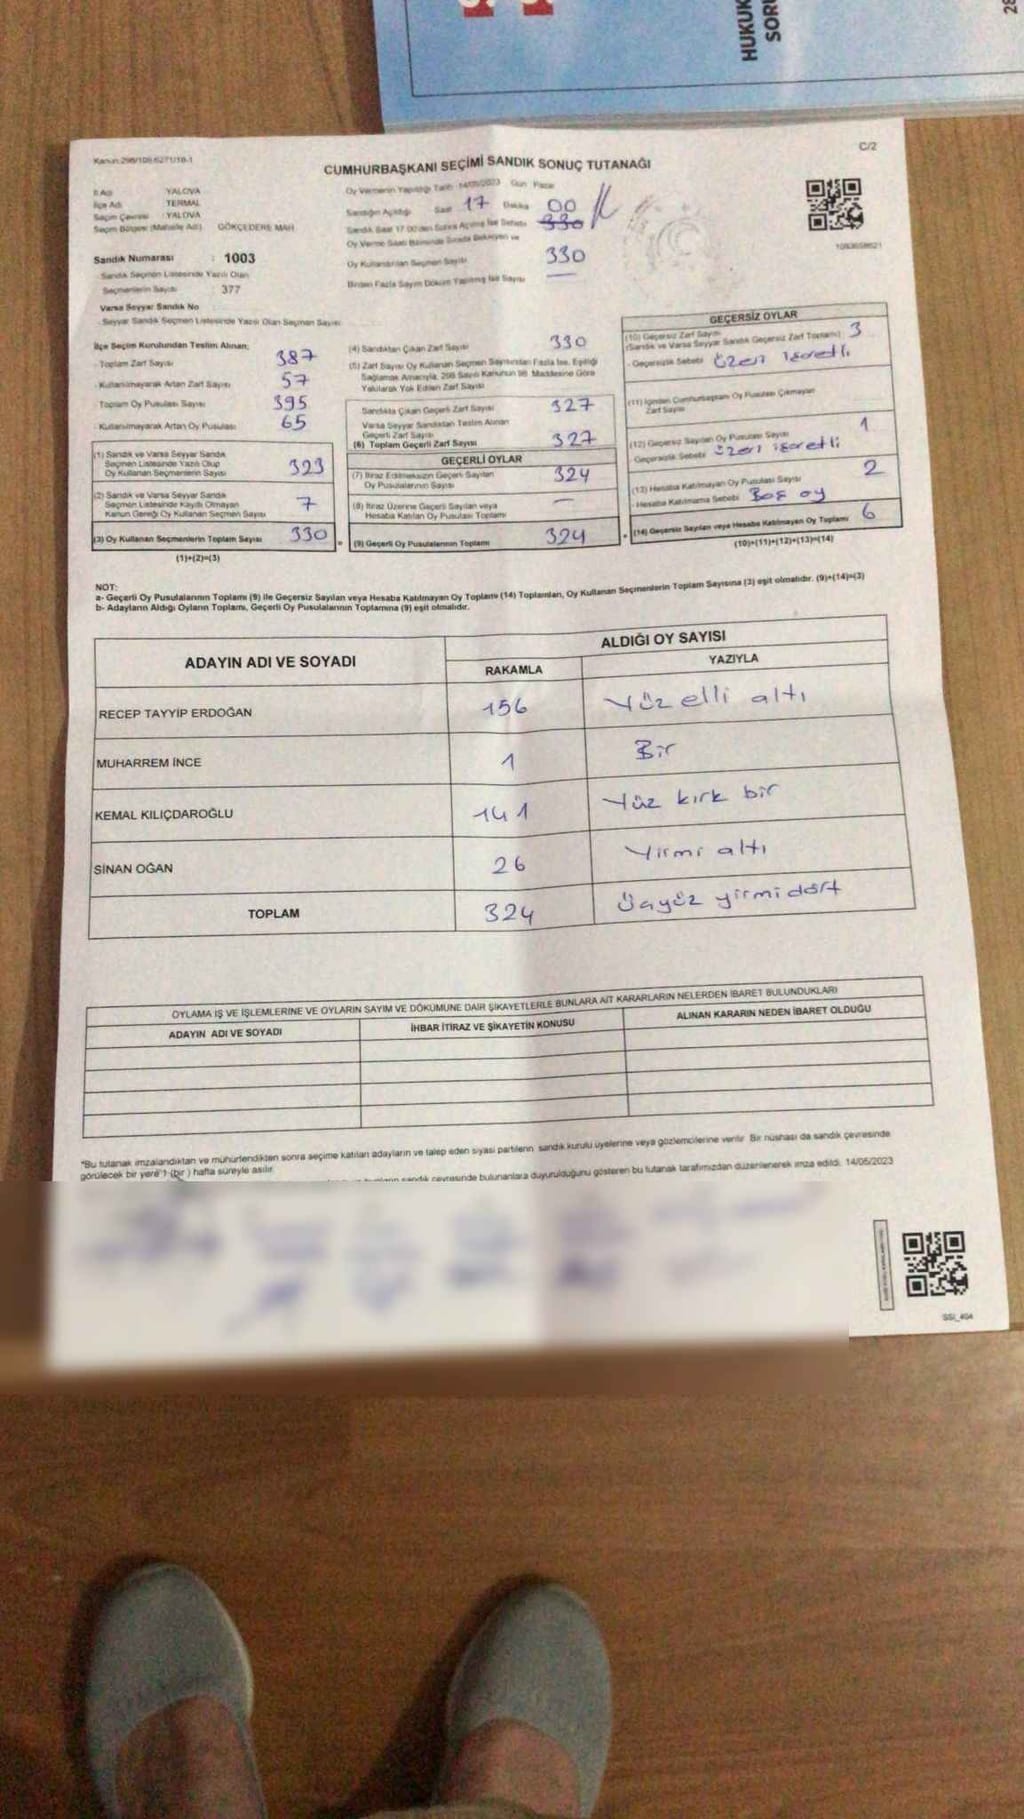 HUKUK
SORU
28
Kanun:298/105.6271/18-1
C/2
CUMHURBAŞKANI SEÇİMİ SANDIK SONUÇ TUTANAĞI
İl Adı YALOVA
İlçe Adı TERMAL
Seçim Çevresi YALOVA
Seçim Bölgesi (Mahalle Adı) GÖKÇEDERE MAH
Oy Vermenin Yapıldığı Tarih 14/05/2023 Gün Pazar
Sandığın Açıldığı Saat 17 Dakika 00
Sandık Saat 17.00'den Sonra Açılmış İse Sebebi 330
Oy Verme Saati Bitiminde Sırada Bekleyen ve
Oy Kullandırılan Seçmen Sayısı 330
Birden Fazla Sayım Döküm Yapılmış İse Sayısı —
1093658621
Sandık Numarası : 1003
Sandık Seçmen Listesinde Yazılı Olan
Seçmenlerin Sayısı : 377
Varsa Seyyar Sandık No
Seyyar Sandık Seçmen Listesinde Yazılı Olan Seçmen Sayısı
İlçe Seçim Kurulundan Teslim Alınan;
Toplam Zarf Sayısı 387
Kullanılmayarak Artan Zarf Sayısı 57
Toplam Oy Pusulası Sayısı 395
Kullanılmayarak Artan Oy Pusulası 65
(1) Sandık ve Varsa Seyyar Sandık
Seçmen Listesinde Yazılı Olup
Oy Kullanan Seçmenlerin Sayısı 323
(2) Sandık ve Varsa Seyyar Sandık
Seçmen Listesinde Kayıtlı Olmayan
Kanun Gereği Oy Kullanan Seçmen Sayısı 7
(3) Oy Kullanan Seçmenlerin Toplam Sayısı 330
(1)+(2)=(3)
(4) Sandıktan Çıkan Zarf Sayısı 330
(5) Zarf Sayısı Oy Kullanan Seçmen Sayısından Fazla İse, Eşitliği
Sağlamak Amacıyla, 298 Sayılı Kanunun 98. Maddesine Göre
Yakılarak Yok Edilen Zarf Sayısı
Sandıkta Çıkan Geçerli Zarf Sayısı 327
Varsa Seyyar Sandıktan Teslim Alınan
Geçerli Zarf Sayısı
(6) Toplam Geçerli Zarf Sayısı 327
GEÇERLİ OYLAR
(7) İtiraz Edilmeksizin Geçerli Sayılan
Oy Pusulalarının Sayısı 324
(8) İtiraz Üzerine Geçerli Sayılan veya
Hesaba Katılan Oy Pusulası Toplamı —
(9) Geçerli Oy Pusulalarının Toplamı 324
GEÇERSİZ OYLAR
(10) Geçersiz Zarf Sayısı
(Sandık ve Varsa Seyyar Sandık Geçersiz Zarf Toplamı) 3
- Geçersizlik Sebebi üzeri işaretli
(11) İçinden Cumhurbaşkanı Oy Pusulası Çıkmayan
Zarf Sayısı
(12) Geçersiz Sayılan Oy Pusulası Sayısı 1
Geçersizlik Sebebi üzeri işaretli
(13) Hesaba Katılmayan Oy Pusulası Sayısı 2
- Hesaba Katılmama Sebebi Boş oy
(14) Geçersiz Sayılan veya Hesaba Katılmayan Oy Toplamı 6
(10)+(11)+(12)+(13)=(14)
NOT:
a- Geçerli Oy Pusulalarının Toplamı (9) ile Geçersiz Sayılan veya Hesaba Katılmayan Oy Toplamı (14) Toplamları, Oy Kullanan Seçmenlerin Toplam Sayısına (3) eşit olmalıdır. (9)+(14)=(3)
b- Adayların Aldığı Oyların Toplamı, Geçerli Oy Pusulalarının Toplamına (9) eşit olmalıdır.
ADAYIN ADI VE SOYADI
ALDIĞI OY SAYISI
RAKAMLA YAZIYLA
RECEP TAYYİP ERDOĞAN 156 Yüz elli altı
MUHARREM İNCE 1 Bir
KEMAL KILIÇDAROĞLU 141 Yüz kırk bir
SİNAN OĞAN 26 Yirmi altı
TOPLAM 324 üçyüz yirmi dört
OYLAMA İŞ VE İŞLEMLERİNE VE OYLARIN SAYIM VE DÖKÜMÜNE DAİR ŞİKAYETLERLE BUNLARA AİT KARARLARIN NELERDEN İBARET BULUNDUKLARI
ADAYIN ADI VE SOYADI İHBAR İTİRAZ VE ŞİKAYETİN KONUSU ALINAN KARARIN NEDEN İBARET OLDUĞU
*Bu tutanak imzalandıktan ve mühürlendikten sonra seçime katılan adayların ve talep eden siyasi partilerin sandık kurulu üyelerine veya gözlemcilerine verilir. Bir nüshası da sandık çevresinde
görülecek bir yere 1 (bir) hafta süreyle asılır.
sandık çevresinde bulunanlara duyurulduğunu gösteren bu tutanak tarafımızdan düzenlenerek imza edildi. 14/05/2023